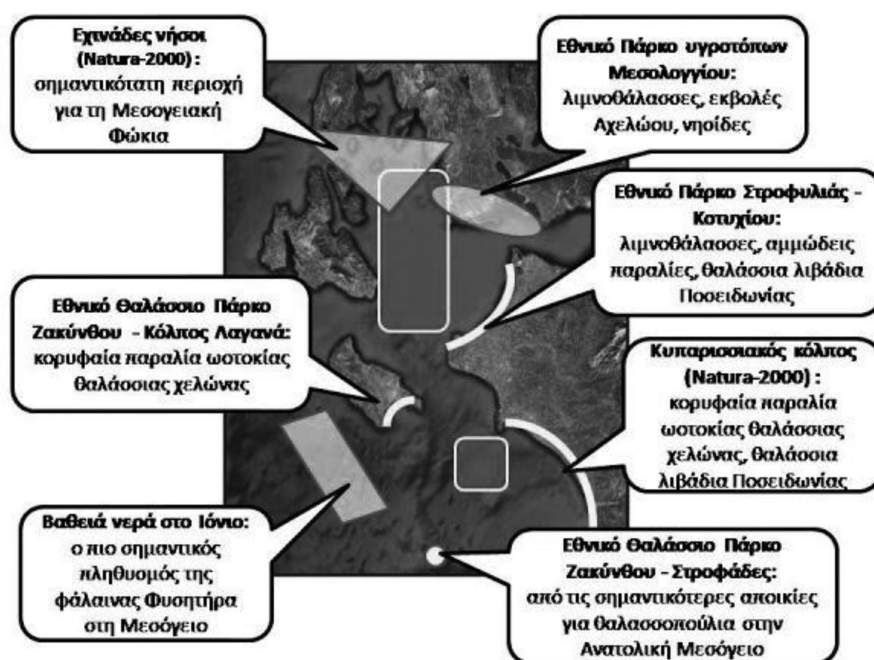 Εχινάδες νήσοι
(Natura-2000) :
σημαντικότατη περιοχή
για τη Μεσογειακή
Φώκια
Εθνικό Πάρκο υγροτόπων
Μεσολογγίου:
λιμνοθάλασσες, εκβολές
Αχελώου, νησίδες
Εθνικό Πάρκο Στροφυλιάς -
Κοτυχίου:
λιμνοθάλασσες, αμμώδεις
παραλίες, θαλάσσια λιβάδια
Ποσειδωνίας
Εθνικό Θαλάσσιο Πάρκο
Ζακύνθου - Κόλπος Λαγανά:
κορυφαία παραλία ωοτοκίας
θαλάσσιας χελώνας
Κυπαρισσιακός κόλπος
(Natura-2000) :
κορυφαία παραλία
ωοτοκίας θαλάσσιας
χελώνας, θαλάσσια
λιβάδια Ποσειδωνίας
Βαθειά νερά στο Ιόνιο:
ο πιο σημαντικός
πληθυσμός της
φάλαινας Φυσητήρα
στη Μεσόγειο
Εθνικό Θαλάσσιο Πάρκο
Ζακύνθου - Στροφάδες:
από τις σημαντικότερες αποικίες
για θαλασσοπούλια στην
Ανατολική Μεσόγειο